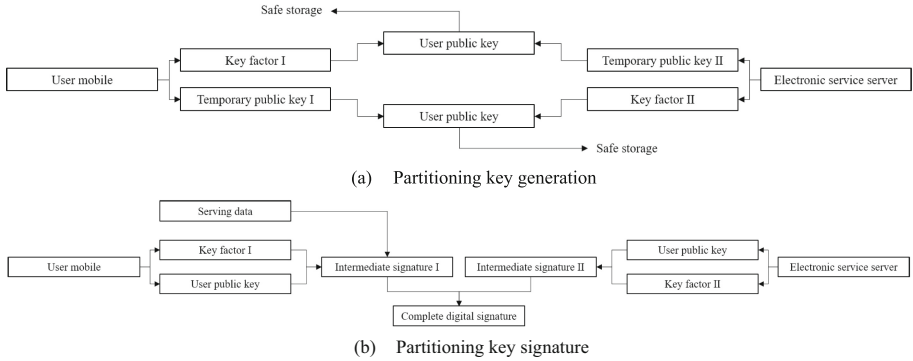 Safe storage
User public key
Key factor I
Temporary public key II
User mobile
Electronic service server
Temporary public key I
Key factor II
User public key
Safe storage
(a) Partitioning key generation
Serving data
Key factor I
User public key
User mobile
Intermediate signature I
Intermediate signature II
Electronic service server
User public key
Key factor II
Complete digital signature
(b) Partitioning key signature